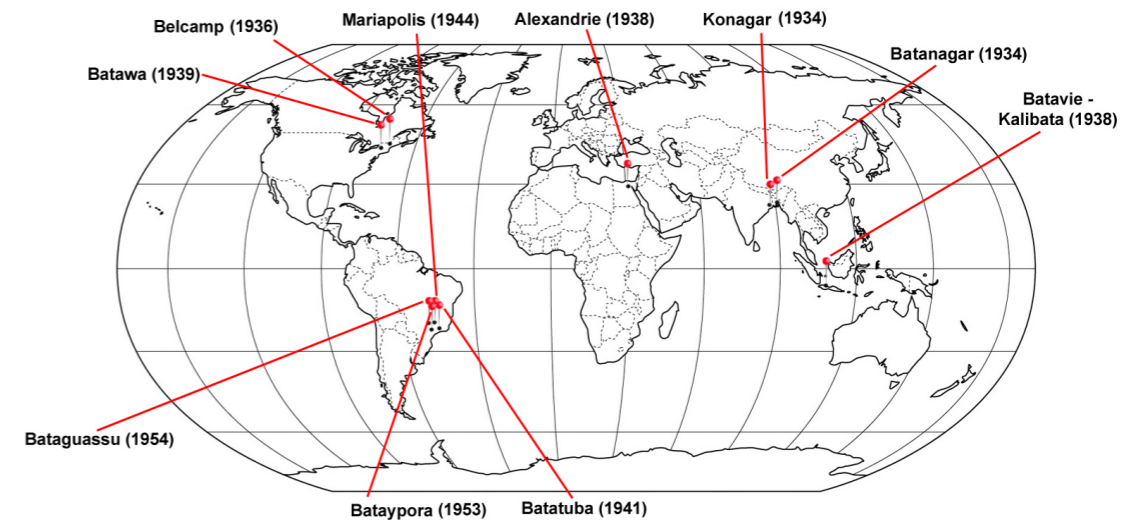 Mariapolis (1944)
Alexandrie (1938)
Konagar (1934)
Belcamp (1936)
Batanagar (1934)
Batawa (1939)
Batavie -
Kalibata (1938)
Bataguassu (1954)
Bataypora (1953)
Batatuba (1941)